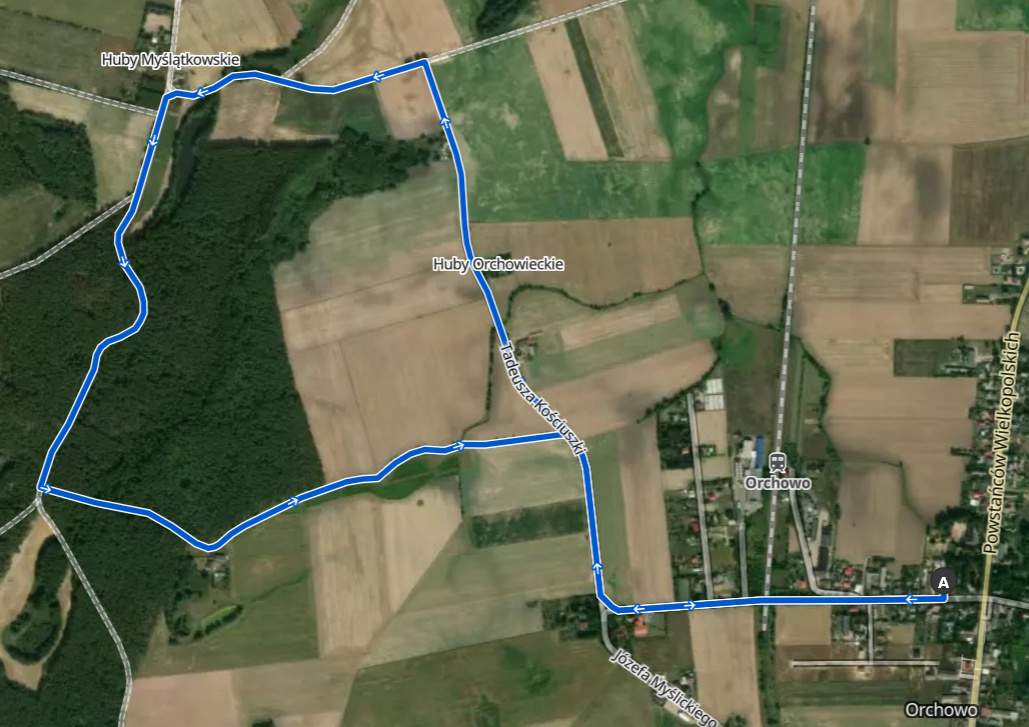 Huby Myślątkowskie
Huby Orchowieckie
Tadeusza Kościuszki
Powstańców Wielkopolskich
Orchowo
A
Józefa Myślickiego
Orchowo